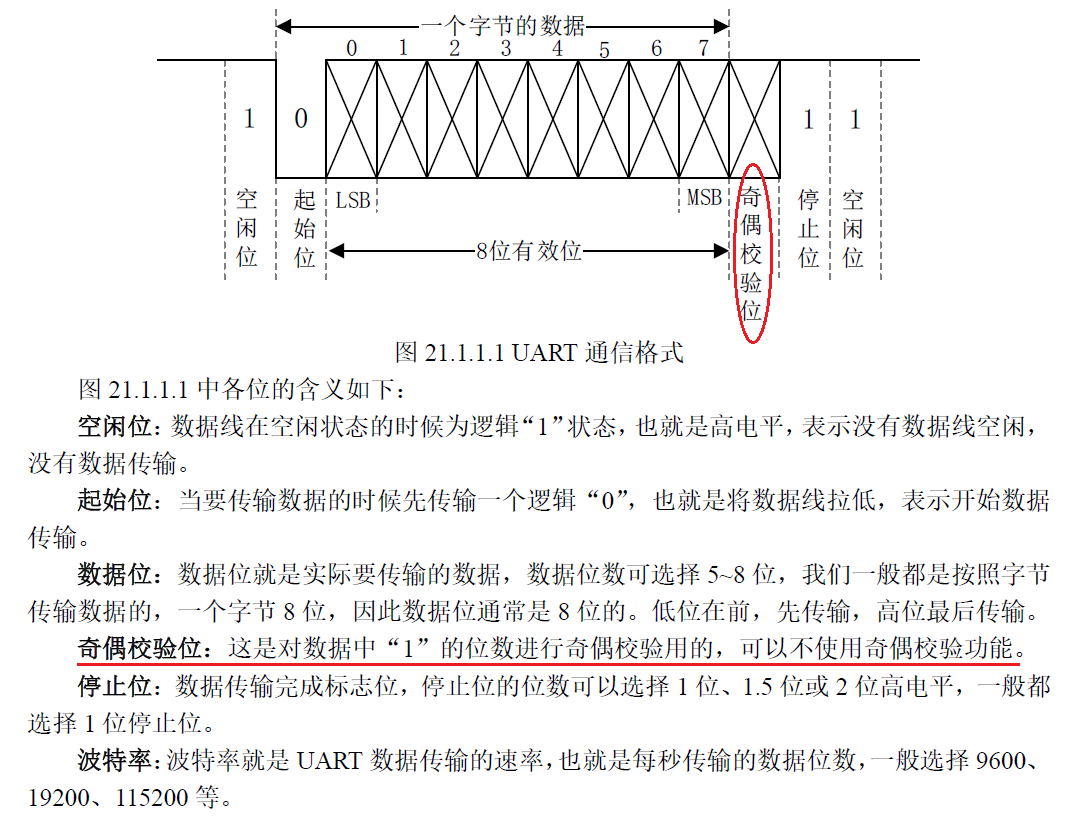 一个字节的数据
0 1 2 3 4 5 6 7
1 0 1 1
空闲位 起始位 LSB MSB 奇偶校验位 停止位 空闲位
8位有效位
图 21.1.1.1 UART 通信格式
图 21.1.1.1 中各位的含义如下：
空闲位：数据线在空闲状态的时候为逻辑“1”状态，也就是高电平，表示没有数据线空闲，
没有数据传输。
起始位：当要传输数据的时候先传输一个逻辑“0”，也就是将数据线拉低，表示开始数据
传输。
数据位：数据位就是实际要传输的数据，数据位数可选择 5~8 位，我们一般都是按照字节
传输数据的，一个字节 8 位，因此数据位通常是 8 位的。低位在前，先传输，高位最后传输。
奇偶校验位：这是对数据中“1”的位数进行奇偶校验用的，可以不使用奇偶校验功能。
停止位：数据传输完成标志位，停止位的位数可以选择 1 位、1.5 位或 2 位高电平，一般都
选择 1 位停止位。
波特率：波特率就是 UART 数据传输的速率，也就是每秒传输的数据位数，一般选择 9600、
19200、115200 等。